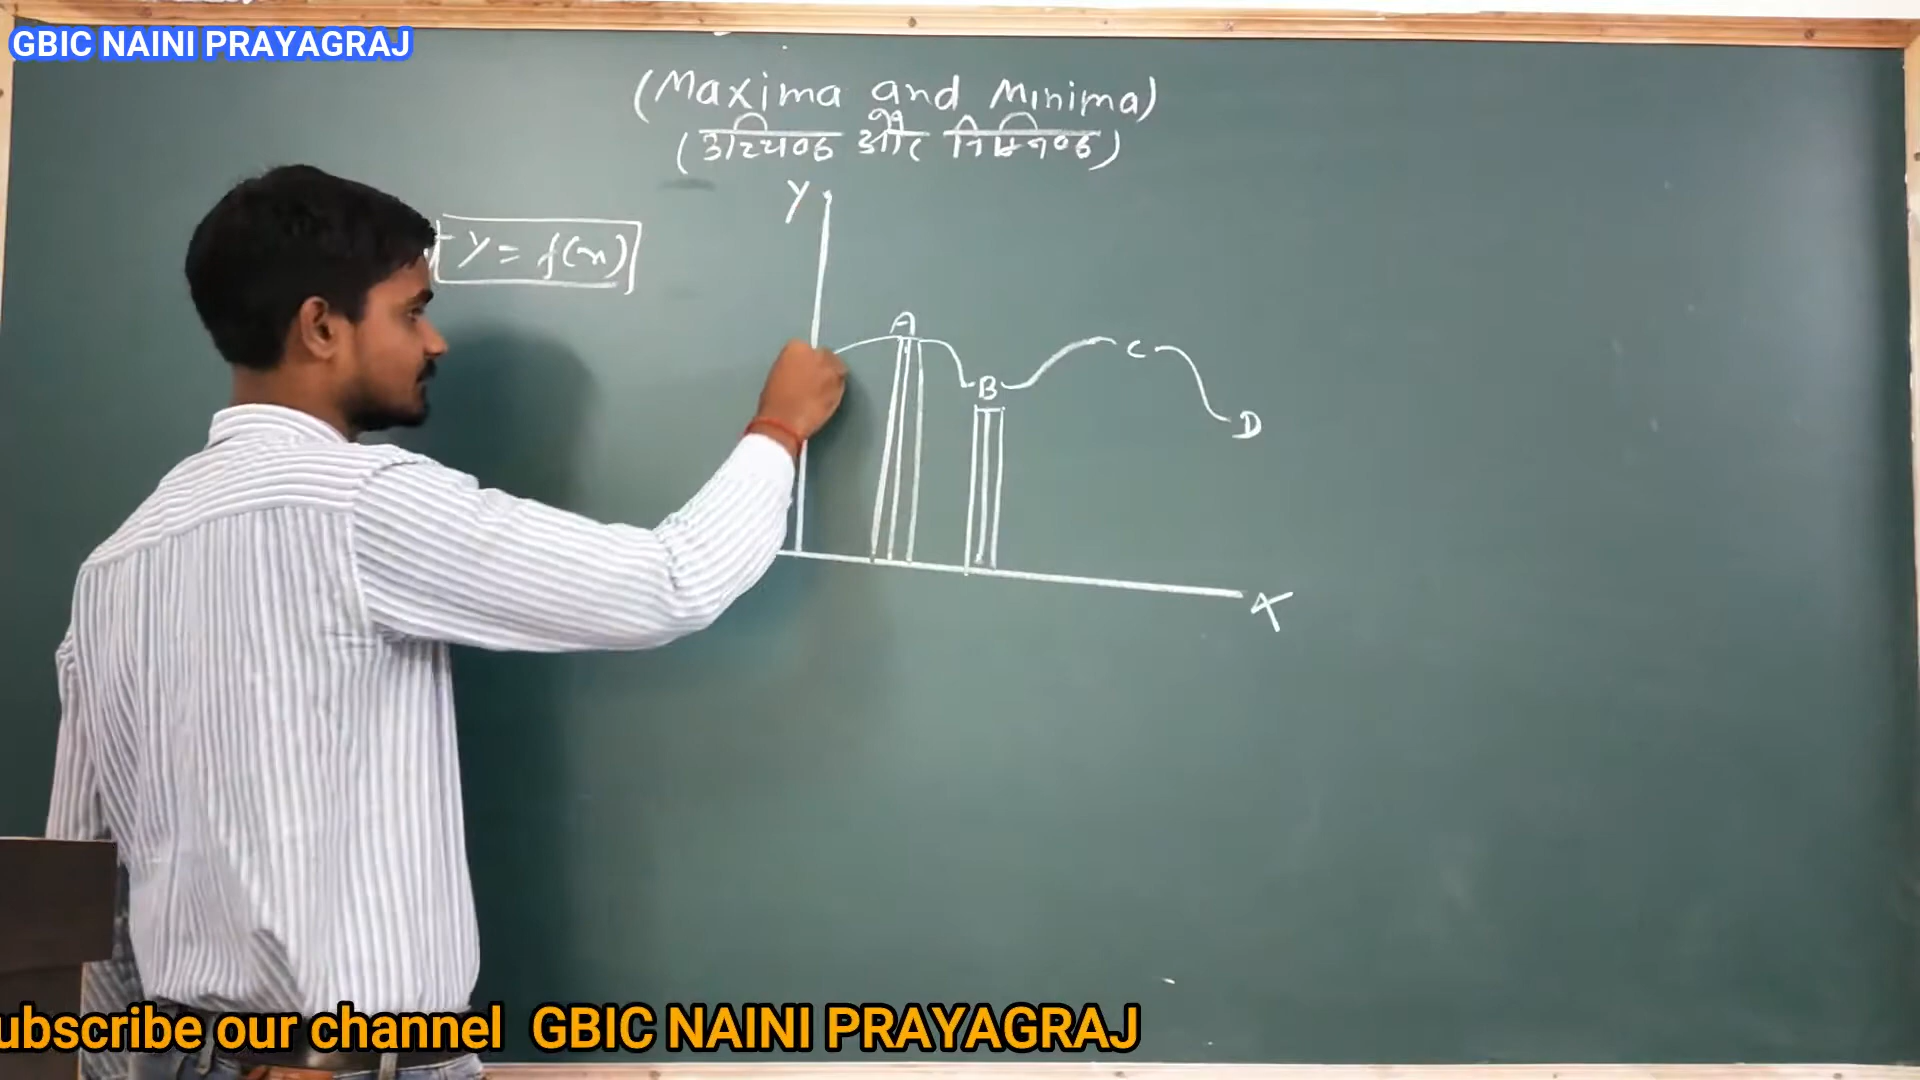 GBIC NAINI PRAYAGRAJ
(Maxima and Minima)
(उच्चिष्ठ और निम्निष्ठ)
Y
Y = f(x)
A
B
C
D
X
ubscribe our channel GBIC NAINI PRAYAGRAJ